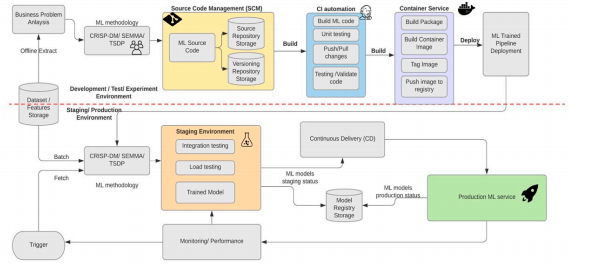 Business Problem
Anlaysis
ML methodology
CRISP-DM/ SEMMA/
TSDP
Offline Extract
Source Code Management (SCM)
ML Source
Code
Source
Repository
Storage
Versioning
Repository
Storage
Build
CI automation
Build ML code
Unit testing
Push/Pull
changes
Testing /Validate
code
Build
Container Service
Build Package
Build Container
Image
Tag Image
Push image to
registry
Deploy
ML Trained
Pipeline
Deployment
Development / Test/ Experiment
Environment
Dataset /
Features
Storage
Staging/ Production
Environment
Batch
Fetch
CRISP-DM/ SEMMA/
TSDP
ML methodology
Staging Environment
Integration testing
Load testing
Trained Model
Continuous Delivery (CD)
ML models
staging status
Model
Registry
Storage
ML models
production status
Production ML service
Trigger
Monitoring/ Performance